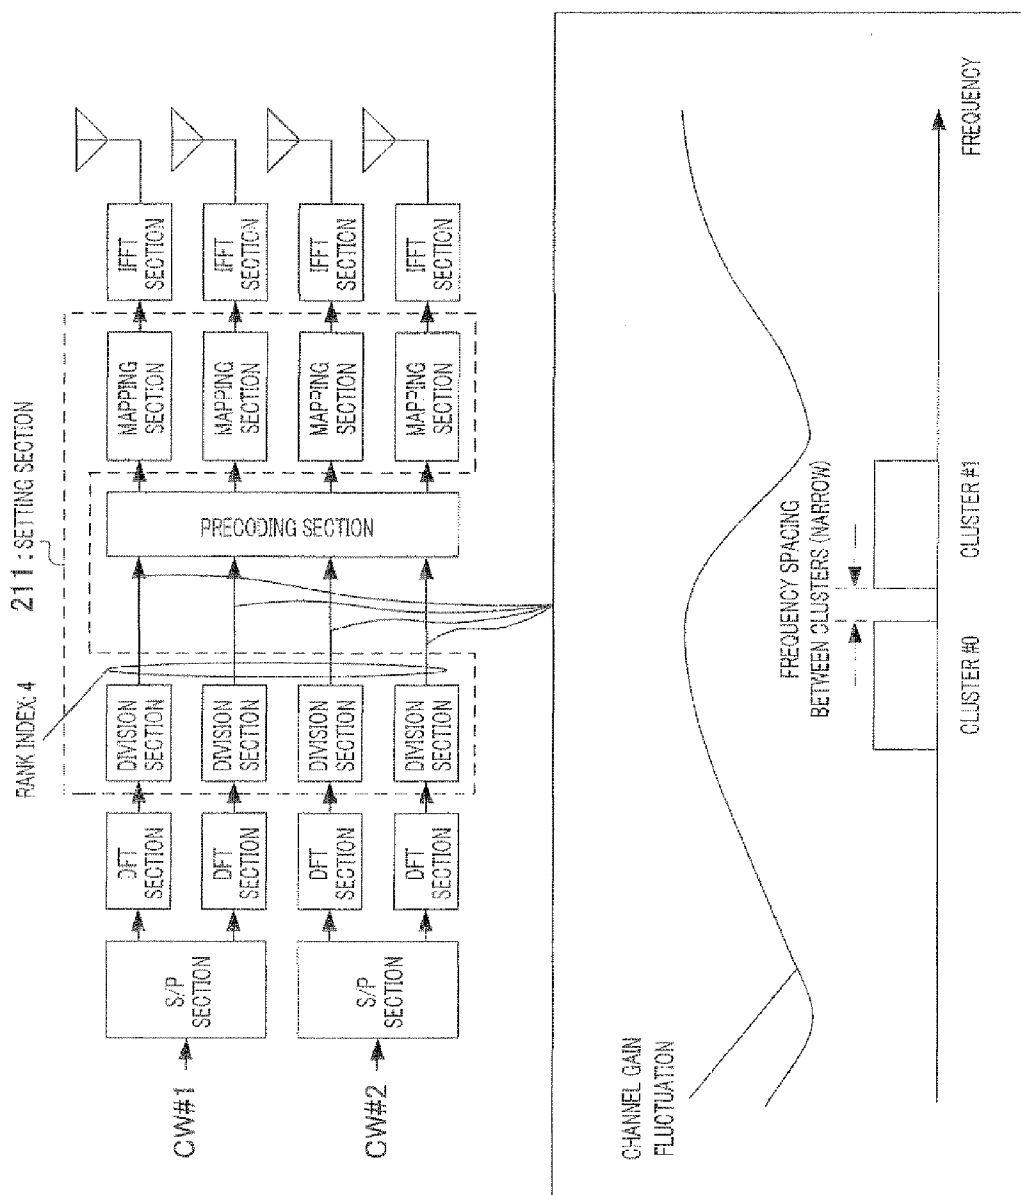 211 : SETTING SECTION
RANK INDEX: 4
CW#1
S/P
SECTION
DFT
SECTION
DIVISION
SECTION
MAPPING
SECTION
IFFT
SECTION
DFT
SECTION
DIVISION
SECTION
MAPPING
SECTION
IFFT
SECTION
PRECODING SECTION
CW#2
S/P
SECTION
DFT
SECTION
DIVISION
SECTION
MAPPING
SECTION
IFFT
SECTION
DFT
SECTION
DIVISION
SECTION
MAPPING
SECTION
IFFT
SECTION
CHANNEL GAIN
FLUCTUATION
FREQUENCY SPACING
BETWEEN CLUSTERS (NARROW)
CLUSTER #0
CLUSTER #1
FREQUENCY